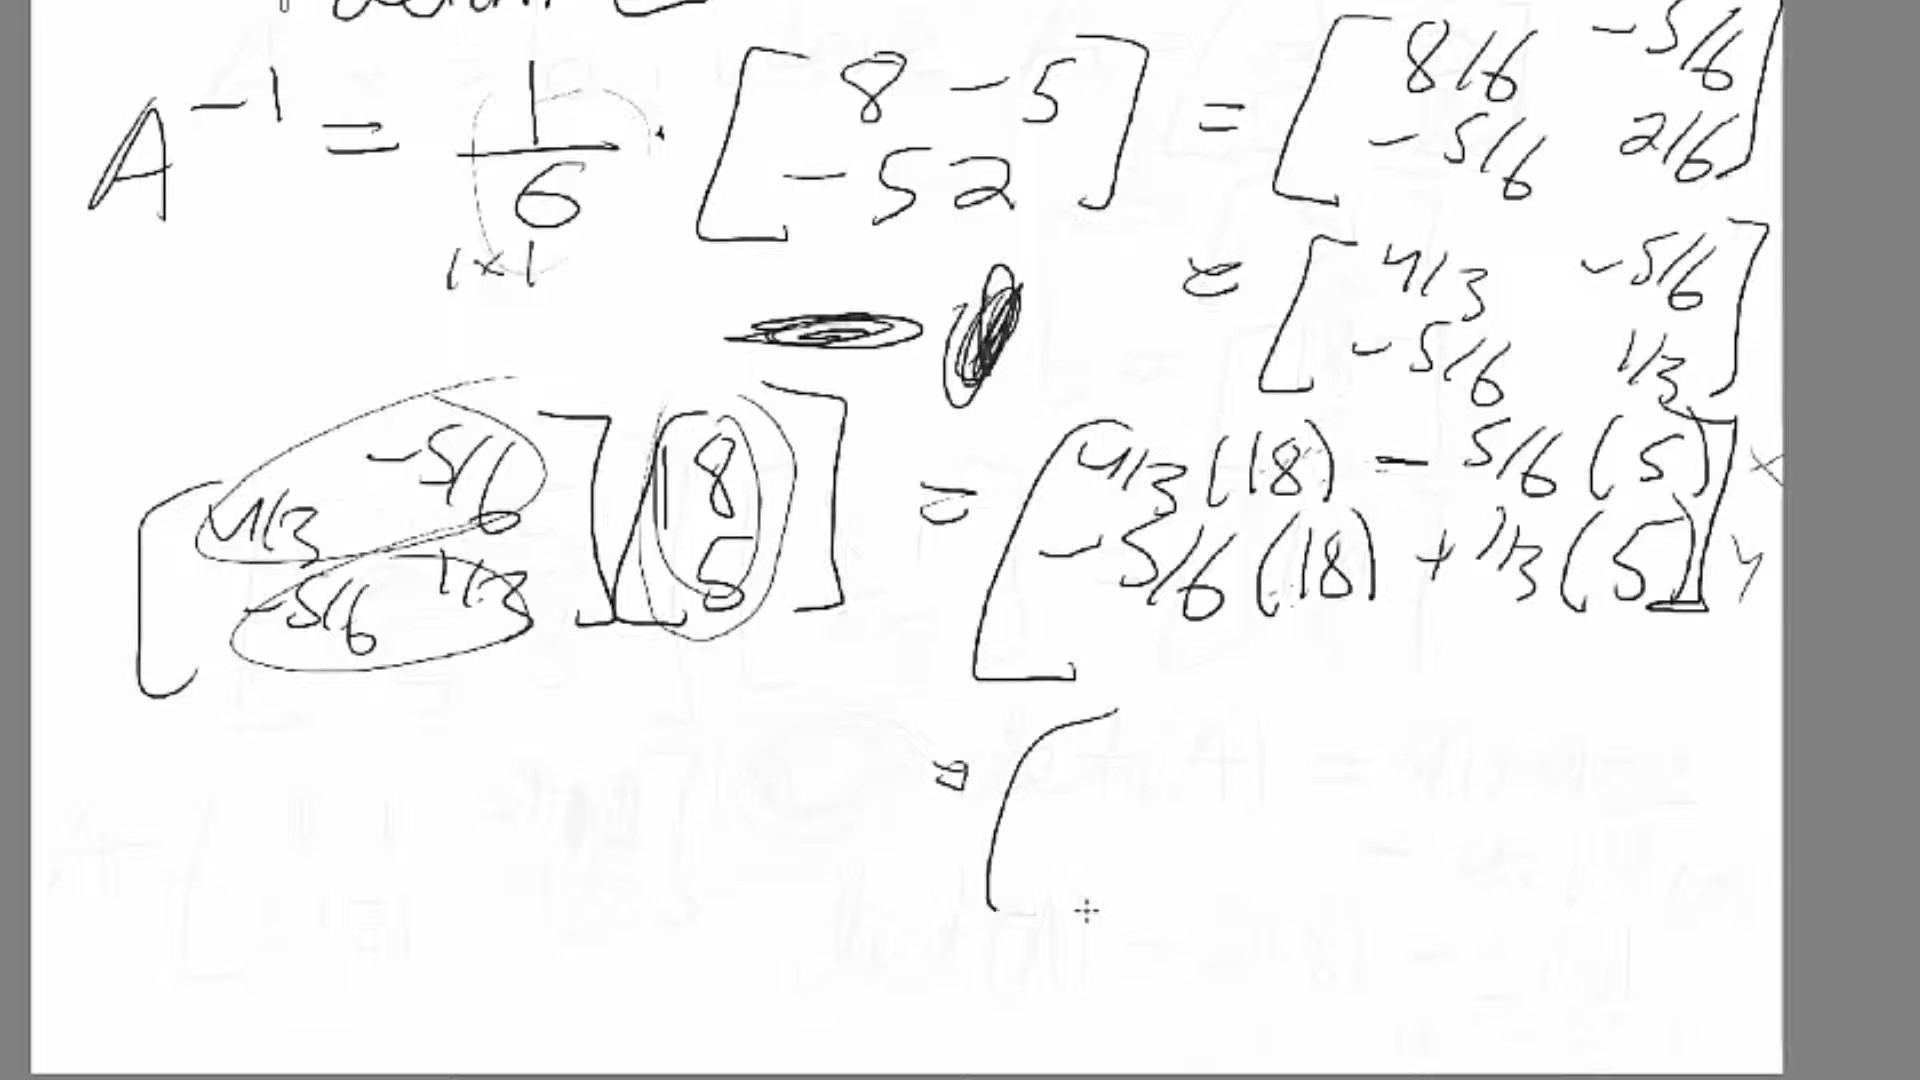 A⁻¹ = 1/6 · [8 -5; -5 2] = [8/6 -5/6; -5/6 2/6]
1×1
= [4/3 -5/6; -5/6 1/3]
[4/3 -5/6; -5/6 1/3] [18; 5] = [4/3(18) - 5/6(5); -5/6(18) + 1/3(5)] x y
= [